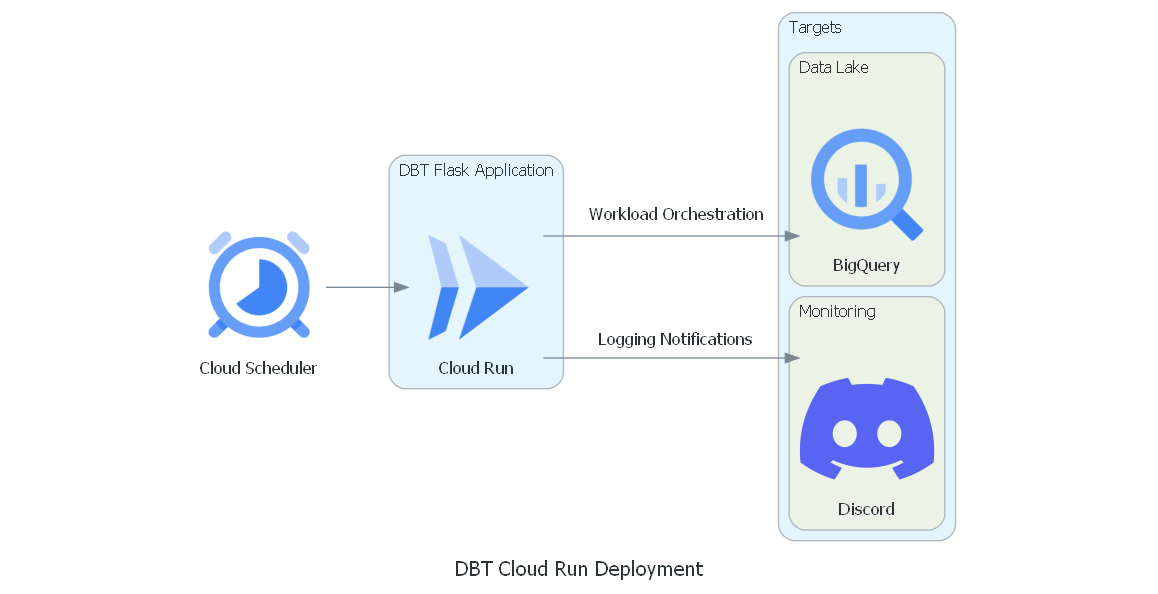 Targets
Data Lake
DBT Flask Application
Workload Orchestration
BigQuery
Monitoring
Logging Notifications
Cloud Scheduler
Cloud Run
Discord
DBT Cloud Run Deployment